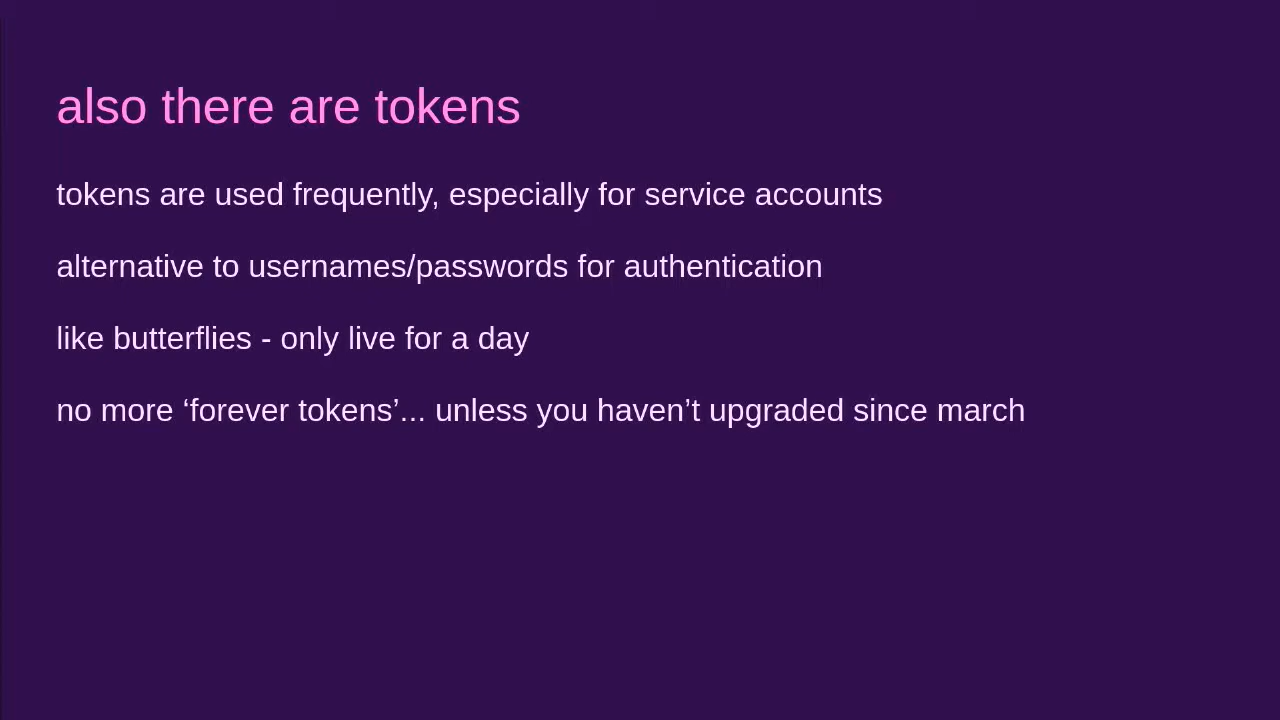 also there are tokens
tokens are used frequently, especially for service accounts
alternative to usernames/passwords for authentication
like butterflies - only live for a day
no more ‘forever tokens’... unless you haven’t upgraded since march